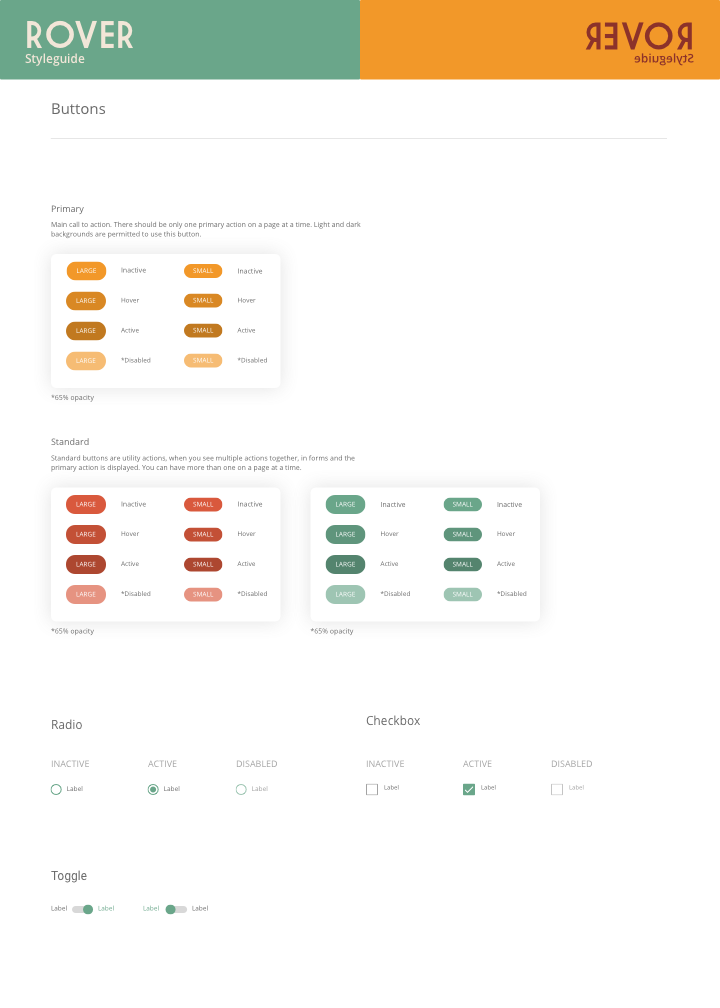 ROVER
Styleguide
ROVER
Styleguide
Buttons
Primary
Main call to action. There should be only one primary action on a page at a time. Light and dark
backgrounds are permitted to use this button.
LARGE Inactive SMALL Inactive
LARGE Hover SMALL Hover
LARGE Active SMALL Active
LARGE *Disabled SMALL *Disabled
*65% opacity
Standard
Standard buttons are utility actions, when you see multiple actions together, in forms and the
primary action is displayed. You can have more than one on a page at a time.
LARGE Inactive SMALL Inactive
LARGE Hover SMALL Hover
LARGE Active SMALL Active
LARGE *Disabled SMALL *Disabled
*65% opacity
LARGE Inactive SMALL Inactive
LARGE Hover SMALL Hover
LARGE Active SMALL Active
LARGE *Disabled SMALL *Disabled
*65% opacity
Radio
INACTIVE ACTIVE DISABLED
Label Label Label
Checkbox
INACTIVE ACTIVE DISABLED
Label Label Label
Toggle
Label Label Label Label